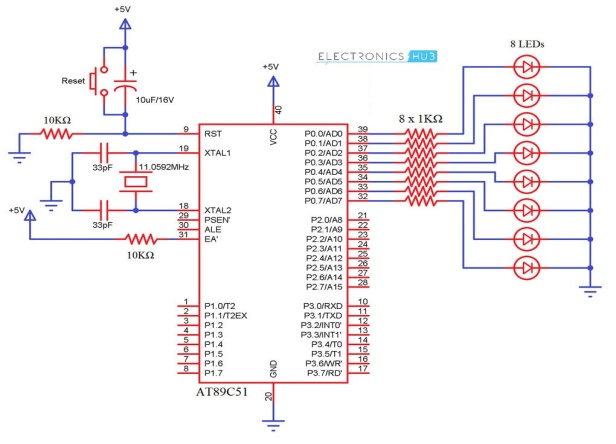 +5V
ELECTRONICS HUB
8 LEDs
Reset
+
10uF/16V
+5V
10KΩ
40
VCC
8 x 1KΩ
9 RST
P0.0/AD0 39
P0.1/AD1 38
19 XTAL1
P0.2/AD2 37
P0.3/AD3 36
33pF
11.0592MHz
P0.4/AD4 35
P0.5/AD5 34
P0.6/AD6 33
P0.7/AD7 32
+5V
18 XTAL2
29 PSEN'
33pF
30 ALE
31 EA'
10KΩ
P2.0/A8 21
P2.1/A9 22
P2.2/A10 23
P2.3/A11 24
P2.4/A12 25
P2.5/A13 26
P2.6/A14 27
P2.7/A15 28
1 P1.0/T2
P3.0/RXD 10
2 P1.1/T2EX
P3.1/TXD 11
3 P1.2
P3.2/INT0' 12
4 P1.3
P3.3/INT1' 13
5 P1.4
P3.4/T0 14
6 P1.5
P3.5/T1 15
7 P1.6
P3.6/WR' 16
8 P1.7
P3.7/RD' 17
GND
AT89C51
20